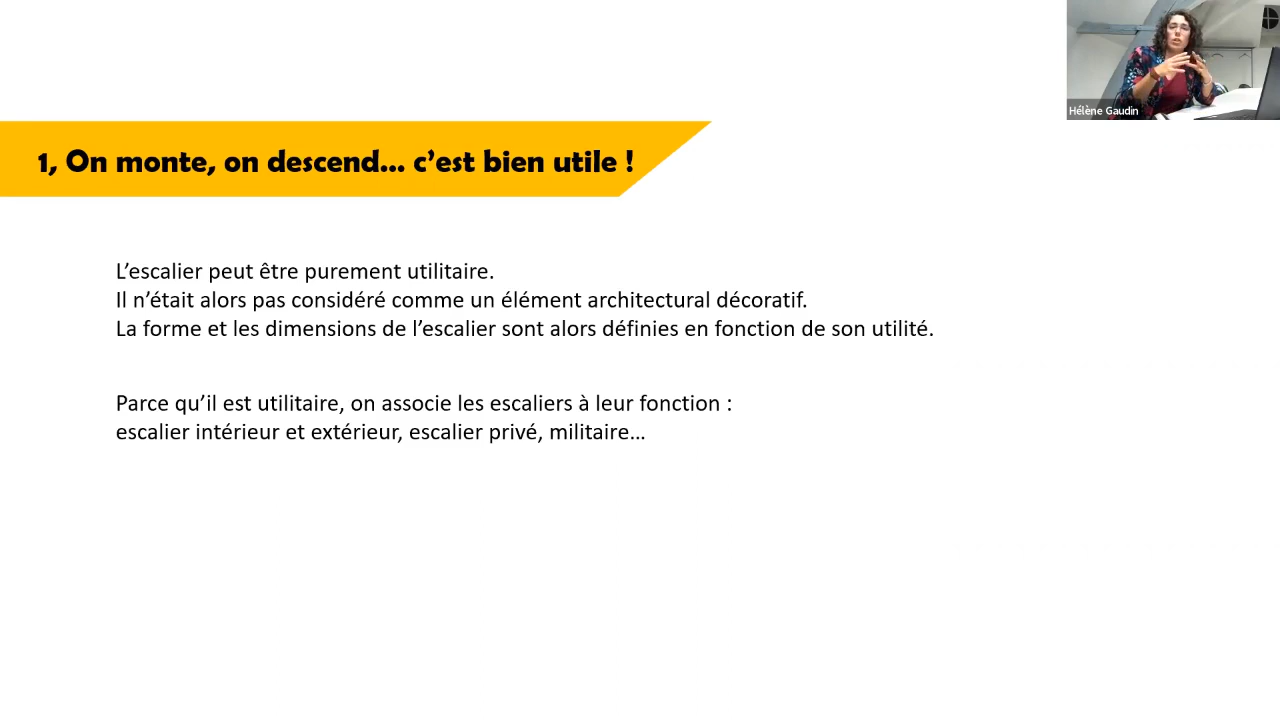 1, On monte, on descend... c’est bien utile !
Hélène Gaudin
L’escalier peut être purement utilitaire.
Il n’était alors pas considéré comme un élément architectural décoratif.
La forme et les dimensions de l’escalier sont alors définies en fonction de son utilité.
Parce qu’il est utilitaire, on associe les escaliers à leur fonction :
escalier intérieur et extérieur, escalier privé, militaire...